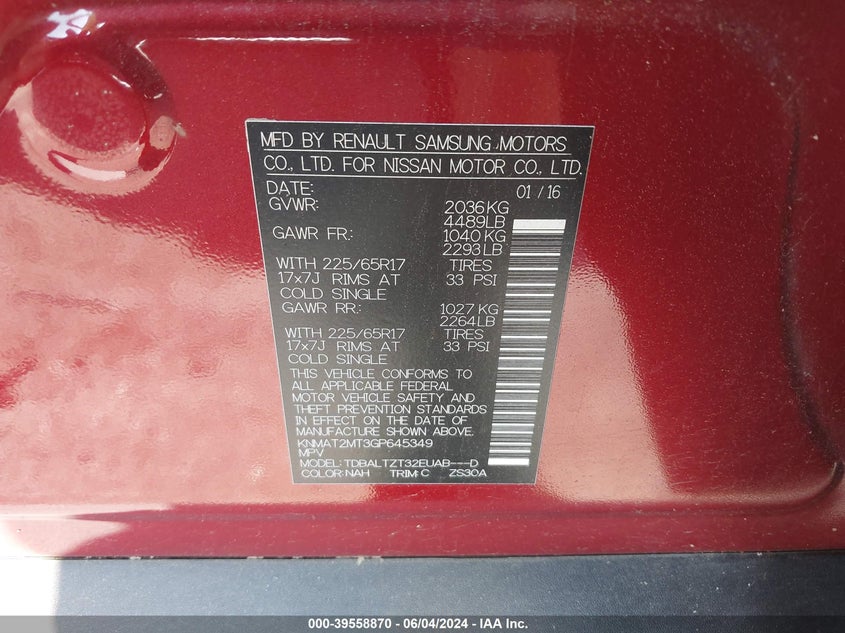 MFD BY RENAULT SAMSUNG MOTORS
CO., LTD. FOR NISSAN MOTOR CO., LTD.
DATE: 01 / 16
GVWR: 2036 KG
4489 LB
GAWR FR.: 1040 KG
2293 LB
WITH 225/65R17 TIRES
17x7J RIMS AT 33 PSI
COLD SINGLE
GAWR RR.: 1027 KG
2264 LB
WITH 225/65R17 TIRES
17x7J RIMS AT 33 PSI
COLD SINGLE
THIS VEHICLE CONFORMS TO
ALL APPLICABLE FEDERAL
MOTOR VEHICLE SAFETY AND
THEFT PREVENTION STANDARDS
IN EFFECT ON THE DATE OF
MANUFACTURE SHOWN ABOVE.
KNMAT2MT3GP645349
MPV
MODEL: TDBALTZT32EUAB---D
COLOR: NAH TRIM: C ZS30A
000-39558870 - 06/04/2024 - IAA Inc.